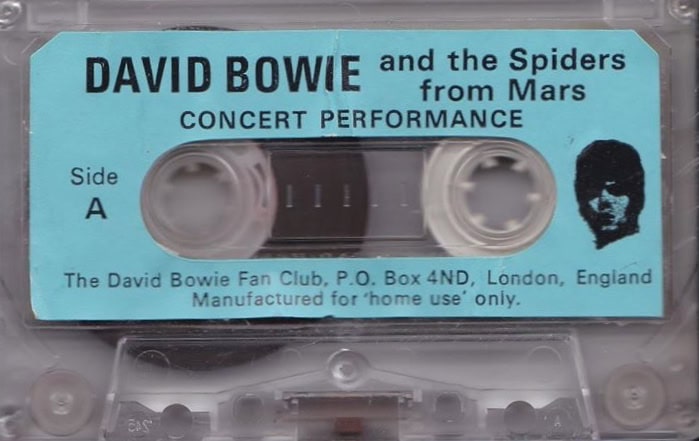 DAVID BOWIE and the Spiders
from Mars
CONCERT PERFORMANCE
Side
A
The David Bowie Fan Club, P.O. Box 4ND, London, England
Manufactured for 'home use' only.